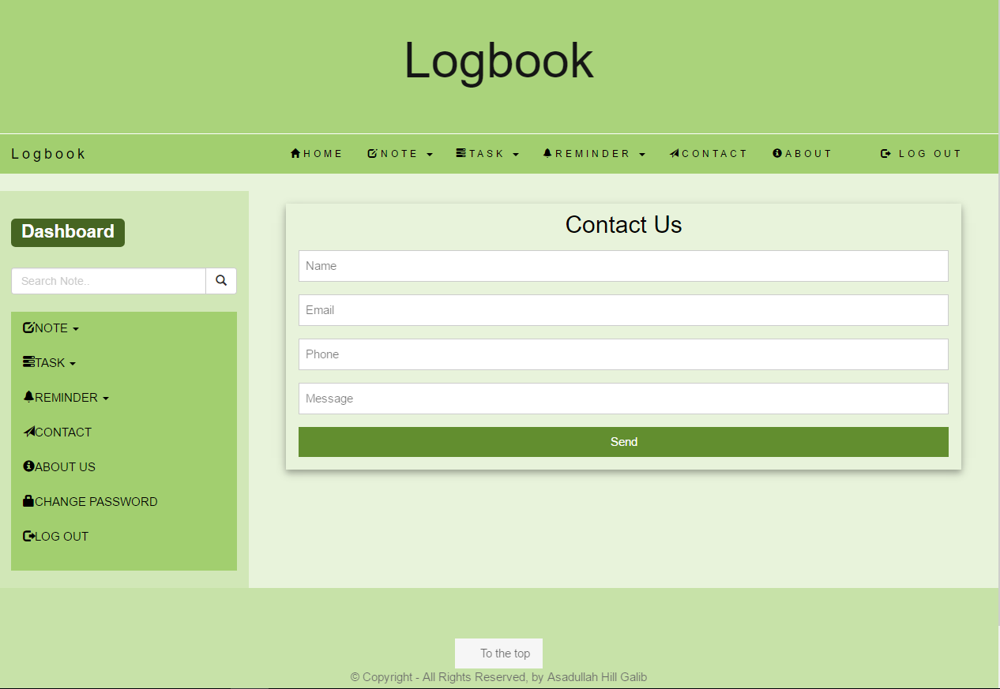 Logbook
Logbook HOME NOTE TASK REMINDER CONTACT ABOUT LOG OUT
Dashboard
Search Note..
NOTE
TASK
REMINDER
CONTACT
ABOUT US
CHANGE PASSWORD
LOG OUT
Contact Us
Name
Email
Phone
Message
Send
To the top
© Copyright - All Rights Reserved, by Asadullah Hill Galib